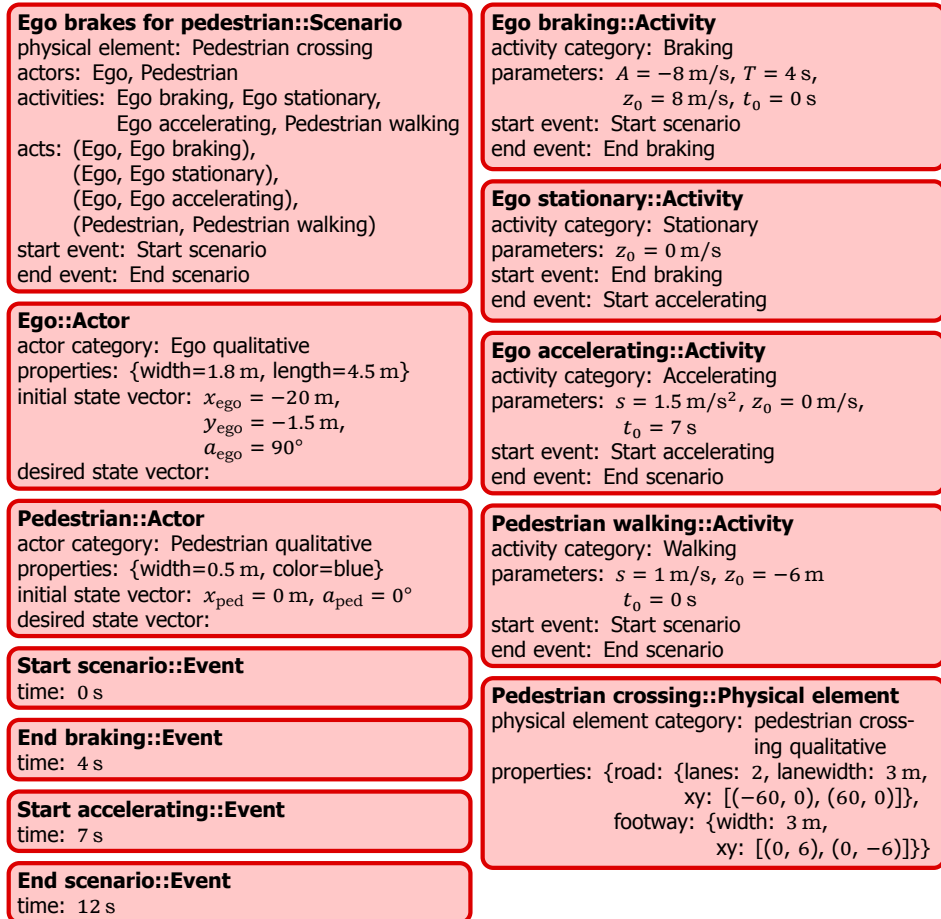 Ego brakes for pedestrian::Scenario
physical element: Pedestrian crossing
actors: Ego, Pedestrian
activities: Ego braking, Ego stationary,
Ego accelerating, Pedestrian walking
acts: (Ego, Ego braking),
(Ego, Ego stationary),
(Ego, Ego accelerating),
(Pedestrian, Pedestrian walking)
start event: Start scenario
end event: End scenario
Ego::Actor
actor category: Ego qualitative
properties: {width=1.8 m, length=4.5 m}
initial state vector: x_ego = −20 m,
y_ego = −1.5 m,
a_ego = 90°
desired state vector:
Pedestrian::Actor
actor category: Pedestrian qualitative
properties: {width=0.5 m, color=blue}
initial state vector: x_ped = 0 m, a_ped = 0°
desired state vector:
Start scenario::Event
time: 0 s
End braking::Event
time: 4 s
Start accelerating::Event
time: 7 s
End scenario::Event
time: 12 s
Ego braking::Activity
activity category: Braking
parameters: A = −8 m/s, T = 4 s,
z₀ = 8 m/s, t₀ = 0 s
start event: Start scenario
end event: End braking
Ego stationary::Activity
activity category: Stationary
parameters: z₀ = 0 m/s
start event: End braking
end event: Start accelerating
Ego accelerating::Activity
activity category: Accelerating
parameters: s = 1.5 m/s², z₀ = 0 m/s,
t₀ = 7 s
start event: Start accelerating
end event: End scenario
Pedestrian walking::Activity
activity category: Walking
parameters: s = 1 m/s, z₀ = −6 m
t₀ = 0 s
start event: Start scenario
end event: End scenario
Pedestrian crossing::Physical element
physical element category: pedestrian cross-
ing qualitative
properties: {road: {lanes: 2, lanewidth: 3 m,
xy: [(−60, 0), (60, 0)]},
footway: {width: 3 m,
xy: [(0, 6), (0, −6)]}}